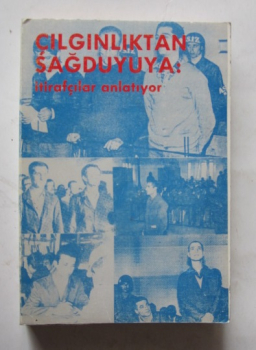 ÇILGINLIKTAN
SAĞDUYUYA:
itirafçılar anlatıyor